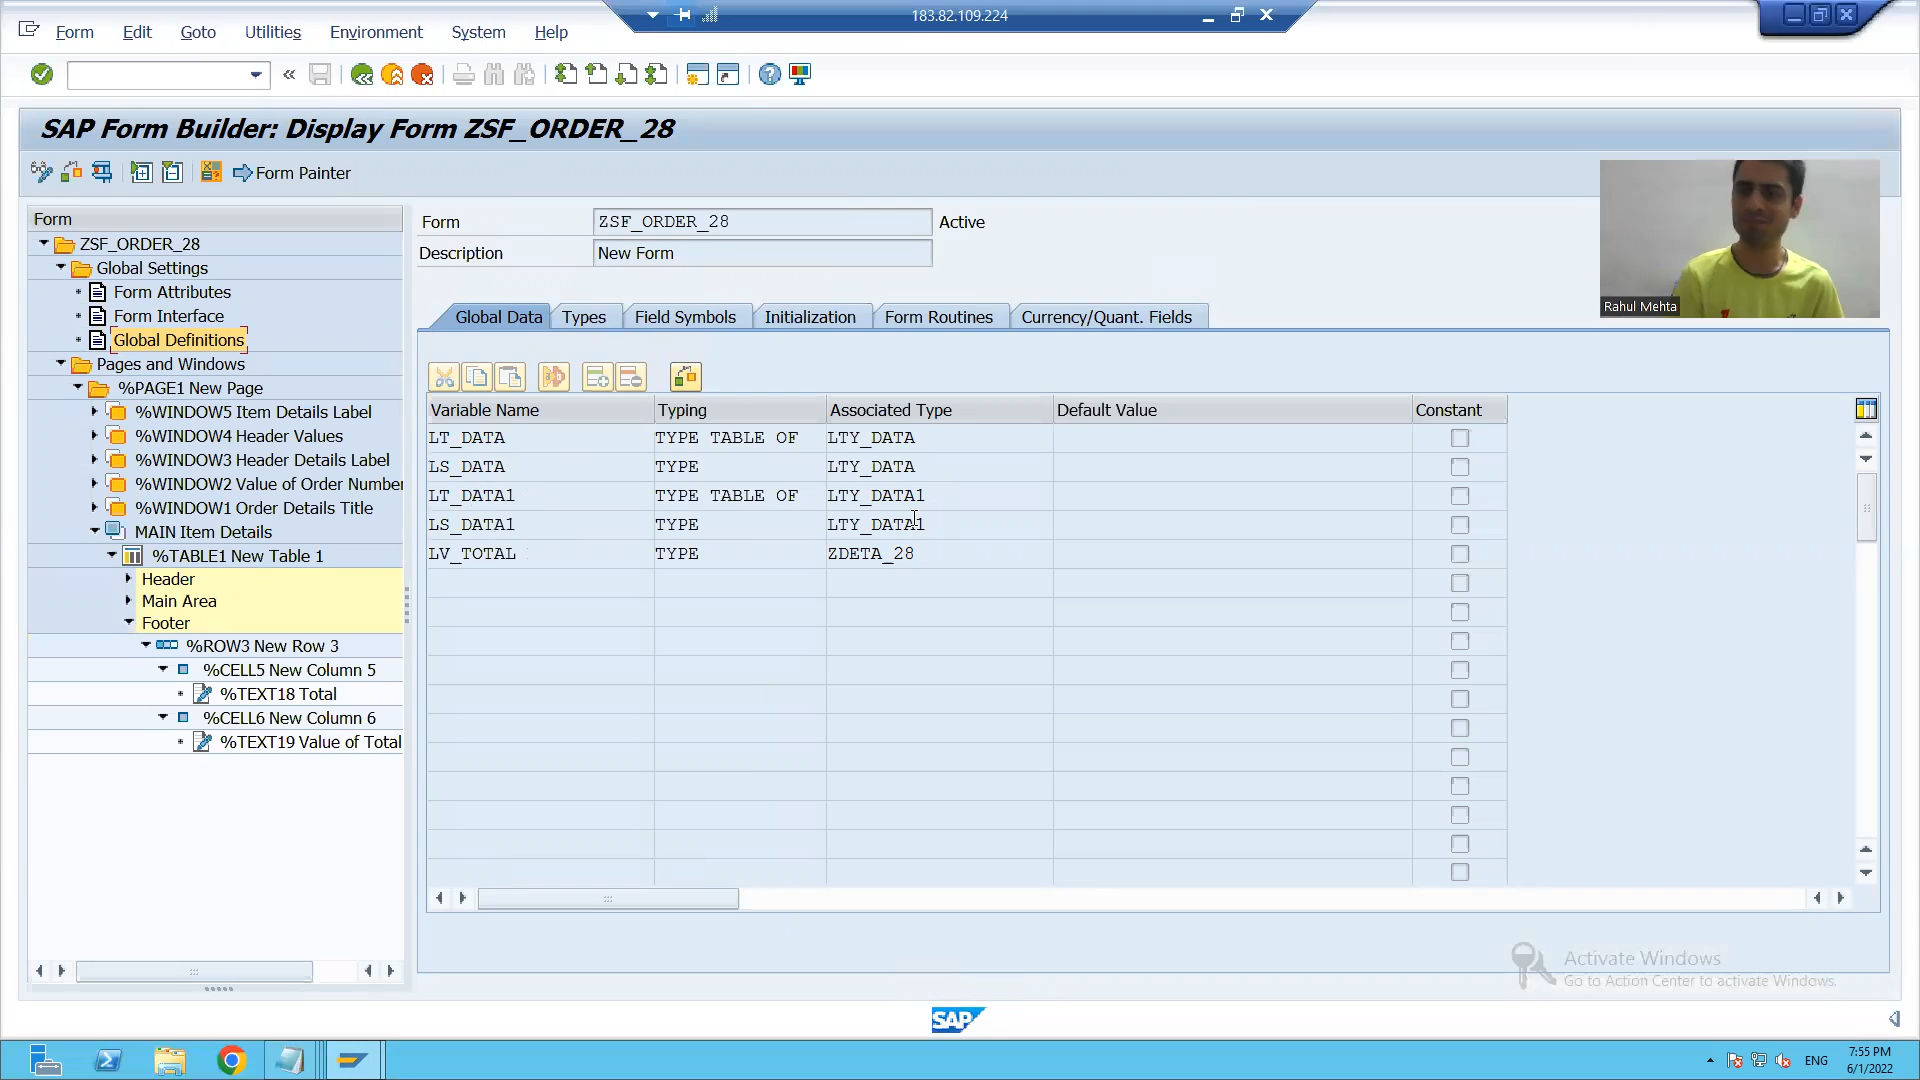 183.82.109.224
Form Edit Goto Utilities Environment System Help
SAP Form Builder: Display Form ZSF_ORDER_28
Form Painter
Form
ZSF_ORDER_28
Global Settings
Form Attributes
Form Interface
Global Definitions
Pages and Windows
%PAGE1 New Page
%WINDOW5 Item Details Label
%WINDOW4 Header Values
%WINDOW3 Header Details Label
%WINDOW2 Value of Order Number
%WINDOW1 Order Details Title
MAIN Item Details
%TABLE1 New Table 1
Header
Main Area
Footer
%ROW3 New Row 3
%CELL5 New Column 5
%TEXT18 Total
%CELL6 New Column 6
%TEXT19 Value of Total
Form ZSF_ORDER_28 Active
Description New Form
Rahul Mehta
Global Data Types Field Symbols Initialization Form Routines Currency/Quant. Fields
Variable Name Typing Associated Type Default Value Constant
LT_DATA TYPE TABLE OF LTY_DATA
LS_DATA TYPE LTY_DATA
LT_DATA1 TYPE TABLE OF LTY_DATA1
LS_DATA1 TYPE LTY_DATA1
LV_TOTAL TYPE ZDETA_28
Activate Windows
Go to Action Center to activate Windows.
SAP
ENG
7:55 PM
6/1/2022